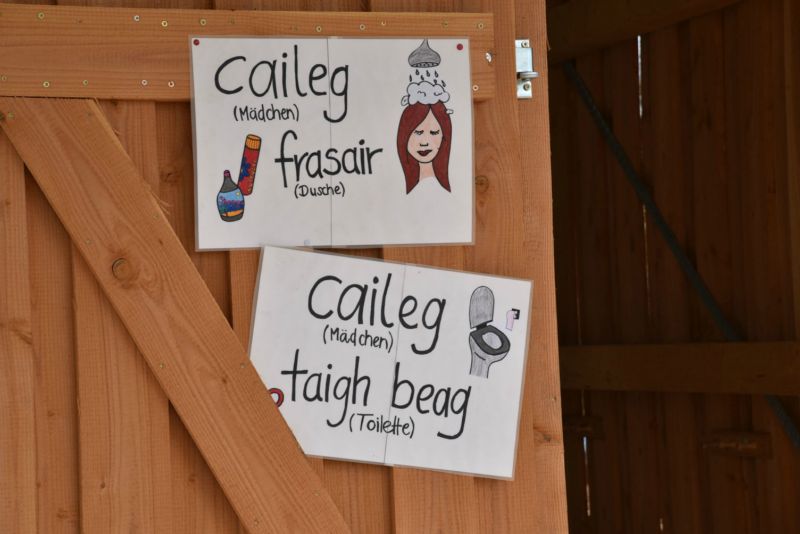 caileg
(Mädchen)
frasair
(Dusche)
caileg
(Mädchen)
taigh beag
(Toilette)